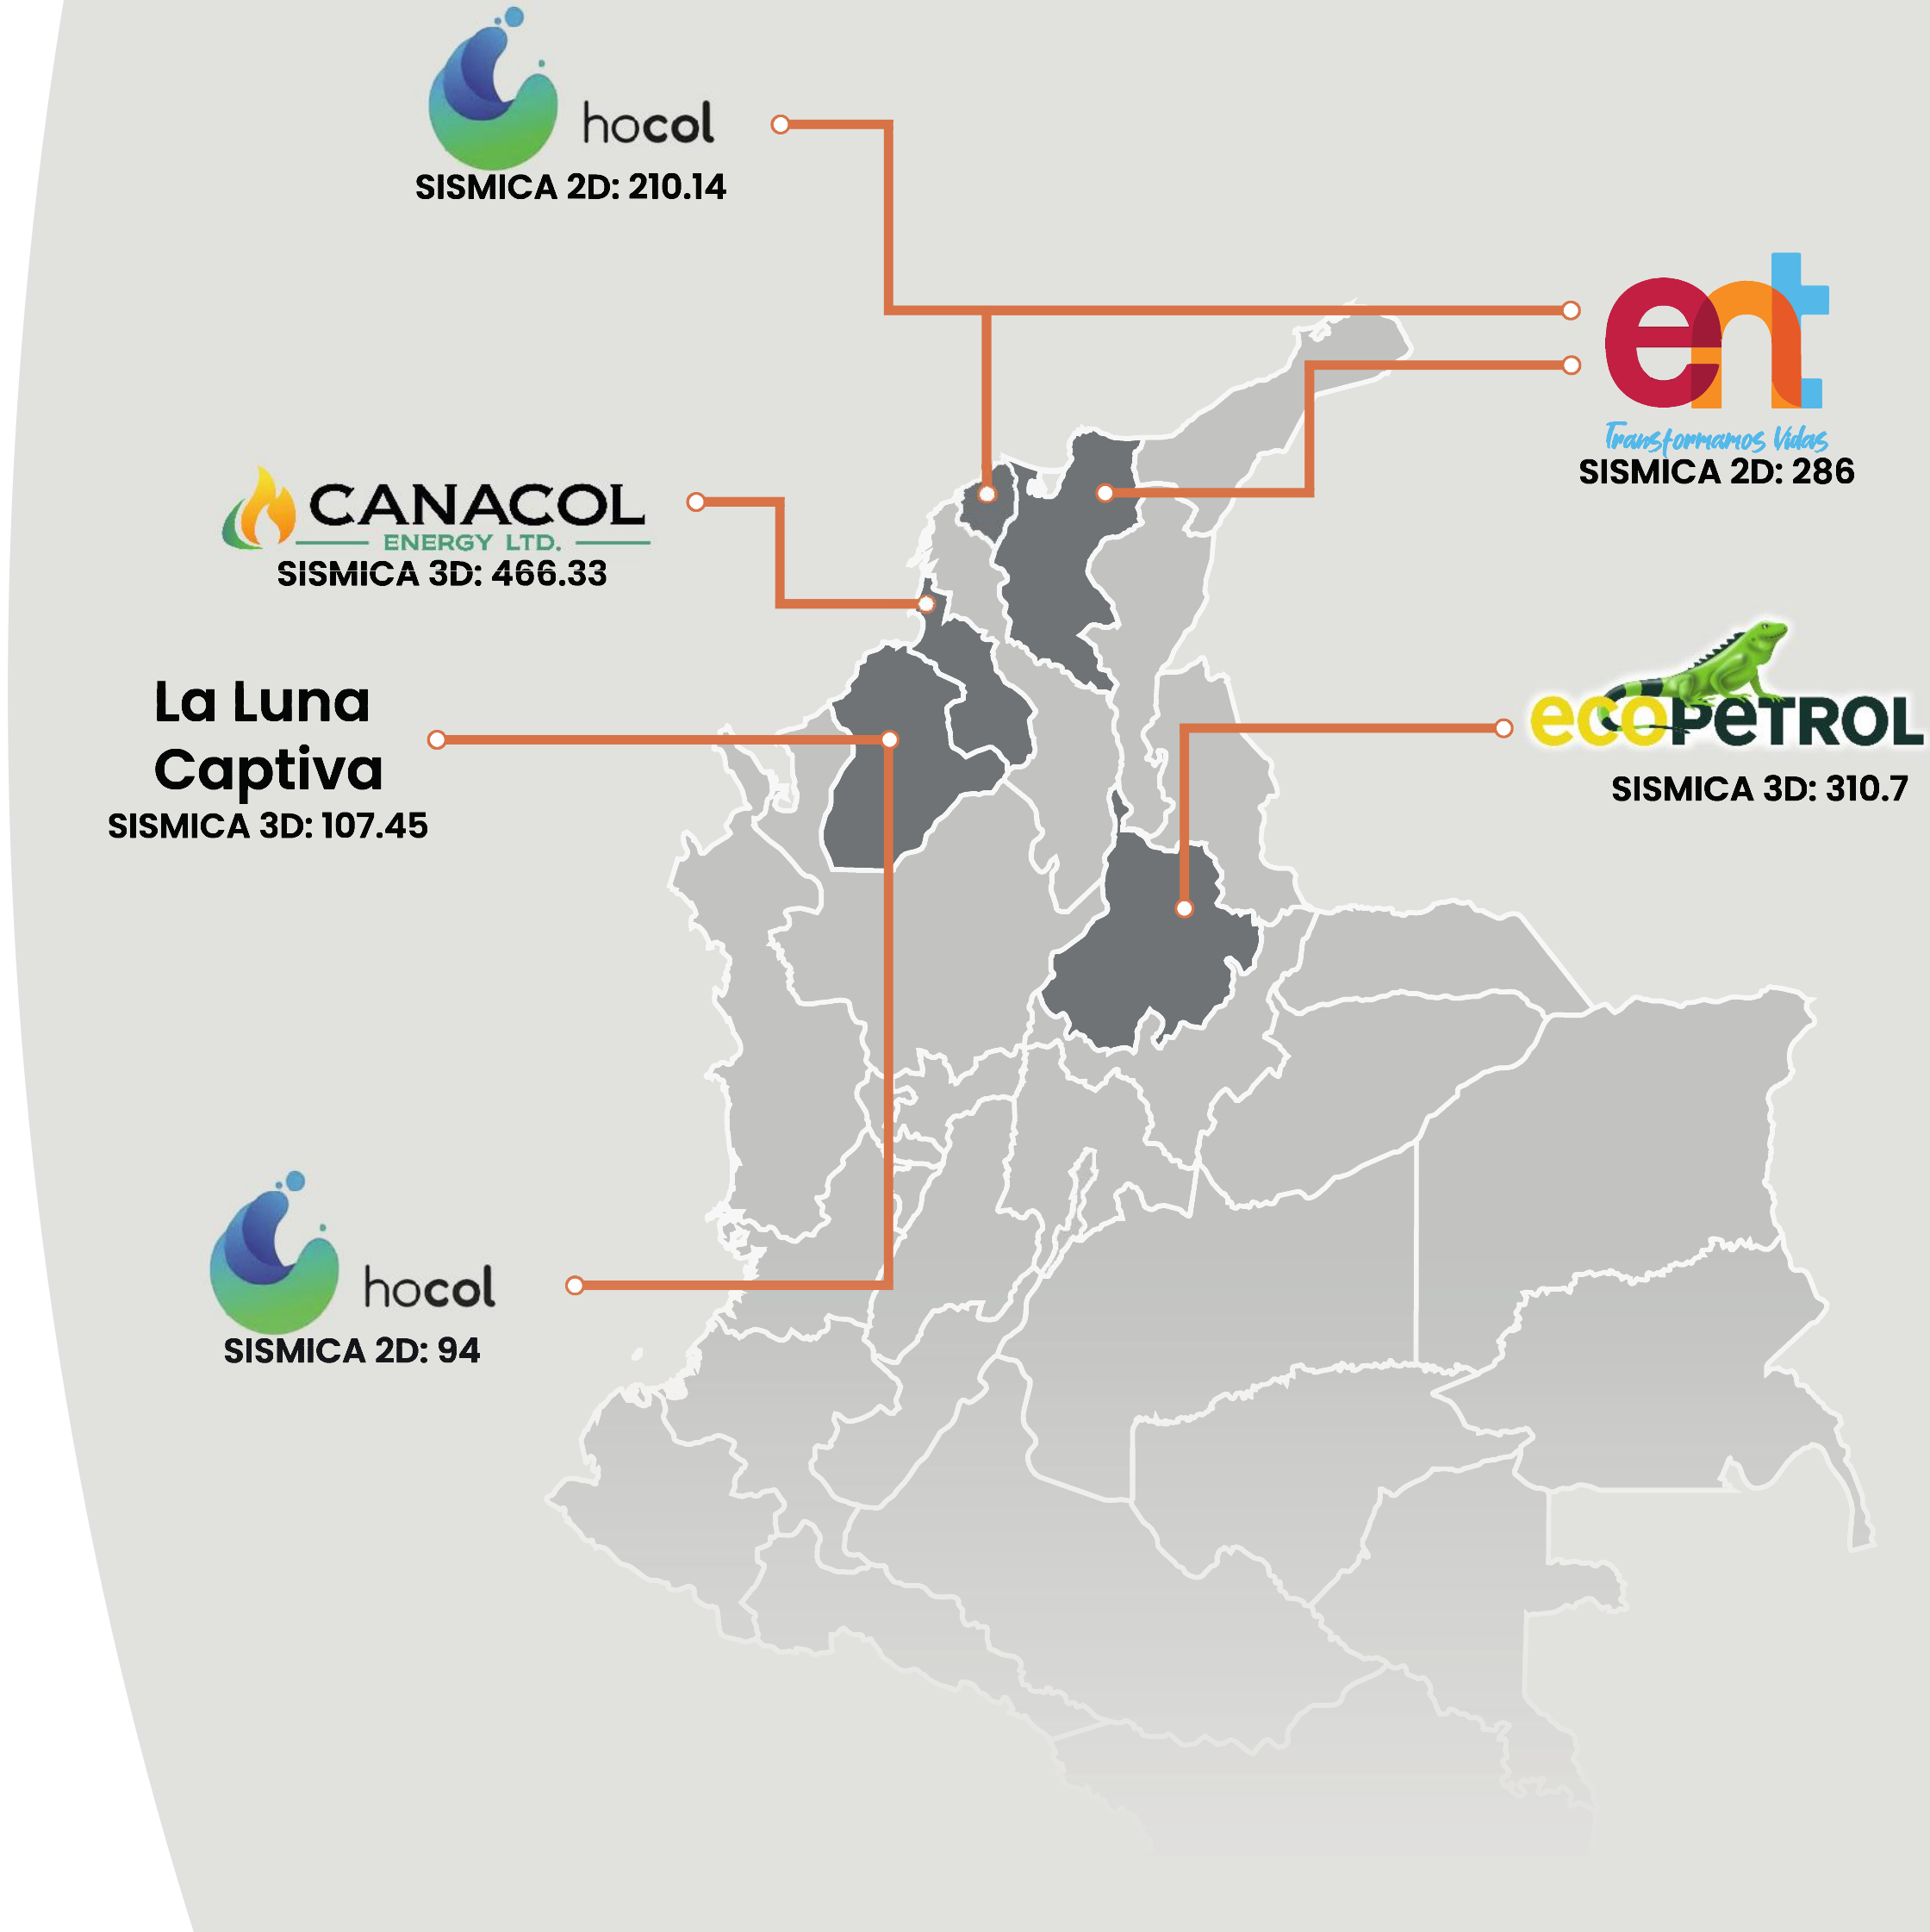 hocol
SISMICA 2D: 210.14
ent
Transformamos Vidas
SISMICA 2D: 286
CANACOL
ENERGY LTD.
SISMICA 3D: 466.33
La Luna
Captiva
SISMICA 3D: 107.45
ecoPeTROL
SISMICA 3D: 310.7
hocol
SISMICA 2D: 94